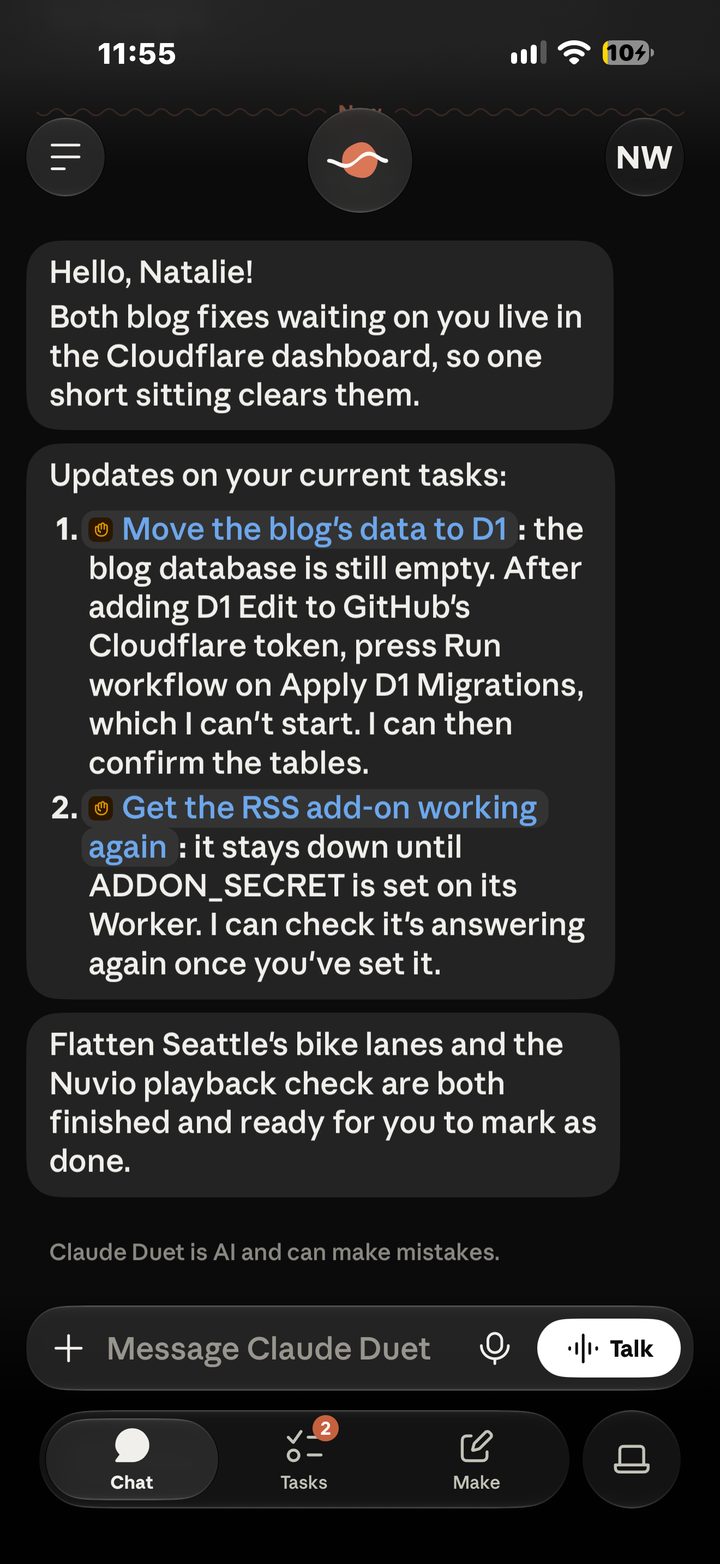 11:55
10
NW
Hello, Natalie!
Both blog fixes waiting on you live in
the Cloudflare dashboard, so one
short sitting clears them.
Updates on your current tasks:
1. Move the blog's data to D1 : the
blog database is still empty. After
adding D1 Edit to GitHub's
Cloudflare token, press Run
workflow on Apply D1 Migrations,
which I can't start. I can then
confirm the tables.
2. Get the RSS add-on working
again : it stays down until
ADDON_SECRET is set on its
Worker. I can check it's answering
again once you've set it.
Flatten Seattle's bike lanes and the
Nuvio playback check are both
finished and ready for you to mark as
done.
Claude Duet is AI and can make mistakes.
Message Claude Duet
Talk
2
Chat
Tasks
Make